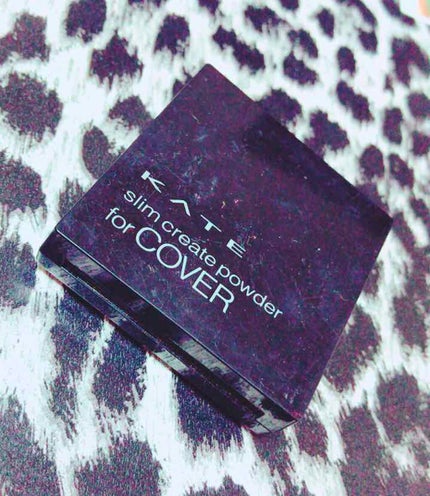 KATE
slim create powder
for COVER